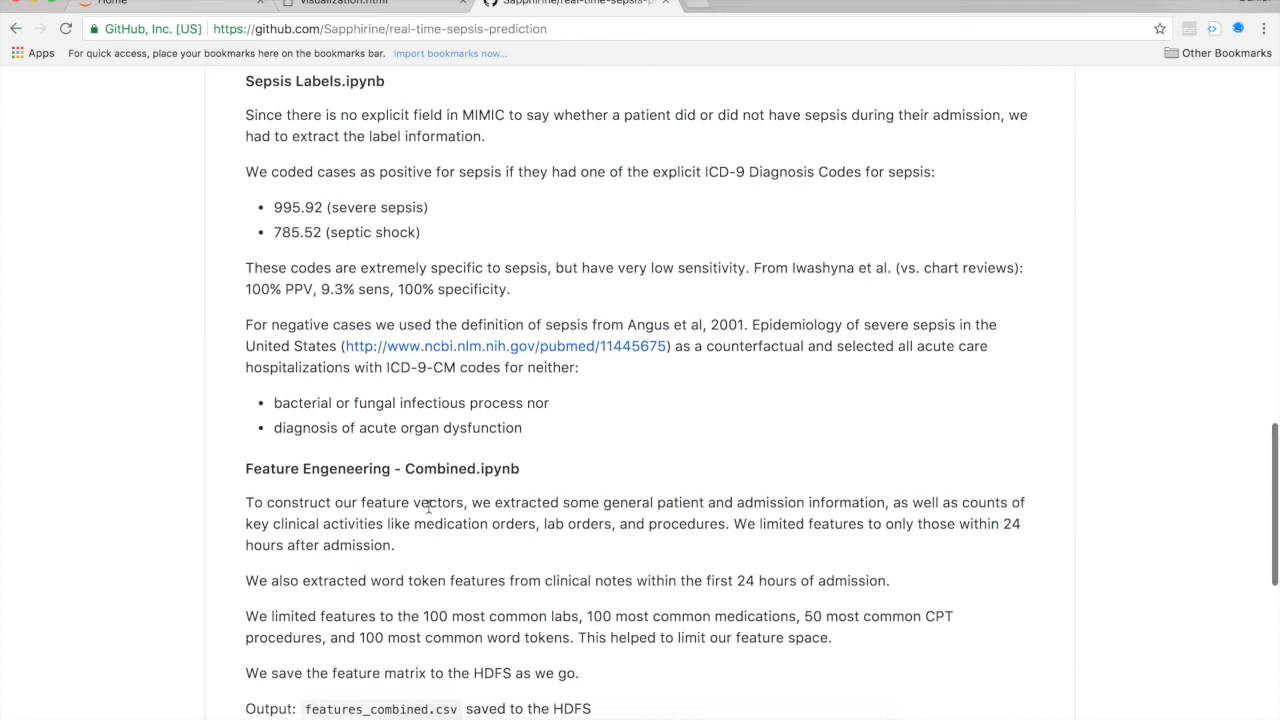 Home
visualization.html
Sapphirine/real-time-sepsis-p
GitHub, Inc. [US]
https://github.com/Sapphirine/real-time-sepsis-prediction
Apps
For quick access, place your bookmarks here on the bookmarks bar.
Import bookmarks now...
Other Bookmarks
Sepsis Labels.ipynb
Since there is no explicit field in MIMIC to say whether a patient did or did not have sepsis during their admission, we
had to extract the label information.
We coded cases as positive for sepsis if they had one of the explicit ICD-9 Diagnosis Codes for sepsis:
• 995.92 (severe sepsis)
• 785.52 (septic shock)
These codes are extremely specific to sepsis, but have very low sensitivity. From Iwashyna et al. (vs. chart reviews):
100% PPV, 9.3% sens, 100% specificity.
For negative cases we used the definition of sepsis from Angus et al, 2001. Epidemiology of severe sepsis in the
United States (http://www.ncbi.nlm.nih.gov/pubmed/11445675) as a counterfactual and selected all acute care
hospitalizations with ICD-9-CM codes for neither:
• bacterial or fungal infectious process nor
• diagnosis of acute organ dysfunction
Feature Engeneering - Combined.ipynb
To construct our feature vectors, we extracted some general patient and admission information, as well as counts of
key clinical activities like medication orders, lab orders, and procedures. We limited features to only those within 24
hours after admission.
We also extracted word token features from clinical notes within the first 24 hours of admission.
We limited features to the 100 most common labs, 100 most common medications, 50 most common CPT
procedures, and 100 most common word tokens. This helped to limit our feature space.
We save the feature matrix to the HDFS as we go.
Output: features_combined.csv saved to the HDFS